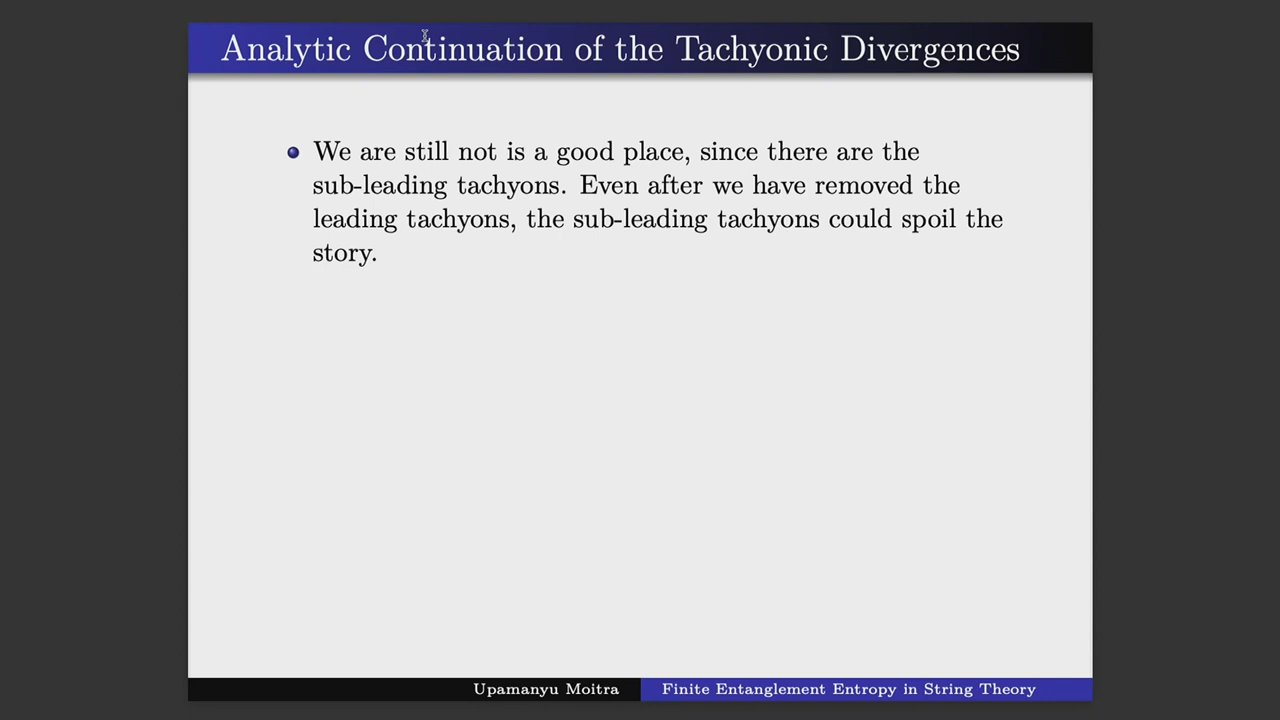 Analytic Continuation of the Tachyonic Divergences
We are still not is a good place, since there are the
sub-leading tachyons. Even after we have removed the
leading tachyons, the sub-leading tachyons could spoil the
story.
Upamanyu Moitra
Finite Entanglement Entropy in String Theory